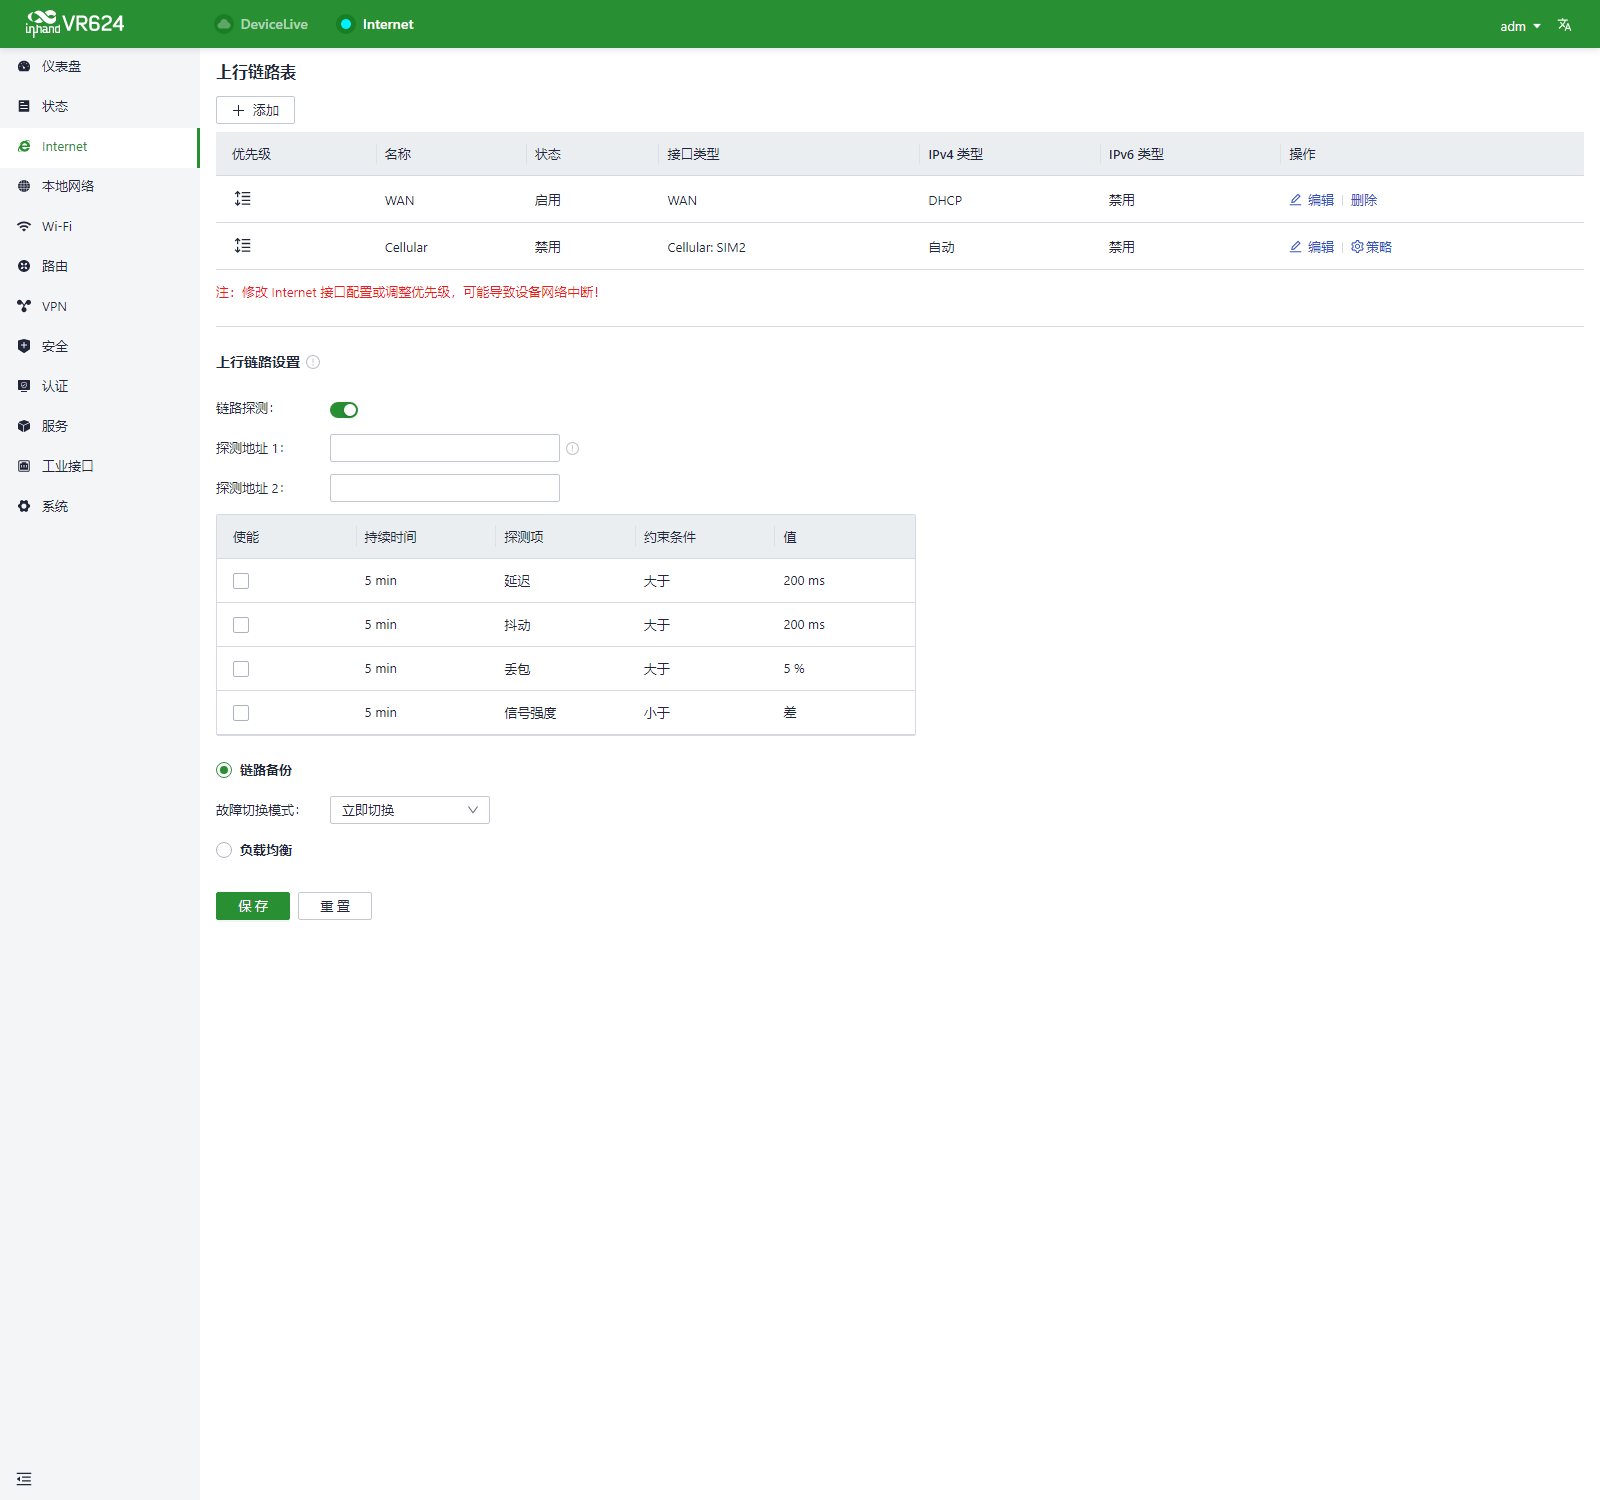 inhand VR624
DeviceLive
Internet
adm
仪表盘
状态
Internet
本地网络
Wi-Fi
路由
VPN
安全
认证
服务
工业接口
系统
上行链路表
添加
优先级 名称 状态 接口类型 IPv4 类型 IPv6 类型 操作
WAN 启用 WAN DHCP 禁用 编辑 删除
Cellular 禁用 Cellular: SIM2 自动 禁用 编辑 策略
注：修改 Internet 接口配置或调整优先级，可能导致设备网络中断！
上行链路设置
链路探测：
探测地址 1：
探测地址 2：
使能 持续时间 探测项 约束条件 值
5 min 延迟 大于 200 ms
5 min 抖动 大于 200 ms
5 min 丢包 大于 5 %
5 min 信号强度 小于 差
链路备份
故障切换模式： 立即切换
负载均衡
保存 重置